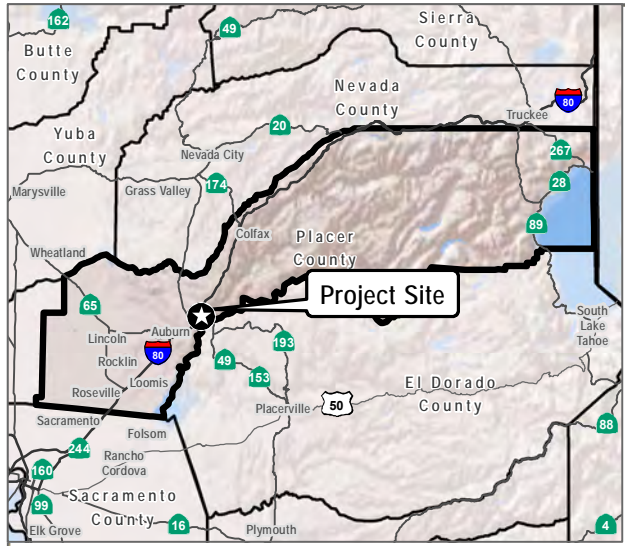 162
49
Sierra
County
Butte
County
Nevada
County
80
Truckee
Yuba
County
20
Nevada City
267
28
174
Grass Valley
Marysville
Colfax
89
Placer
County
Wheatland
Project Site
65
Auburn
Lincoln
80
Rocklin
Loomis
Roseville
South
Lake
Tahoe
193
49
153
El Dorado
County
Placerville
50
Sacramento
Folsom
88
244
Rancho
Cordova
160
Sacramento
County
99
16
Elk Grove
Plymouth
4